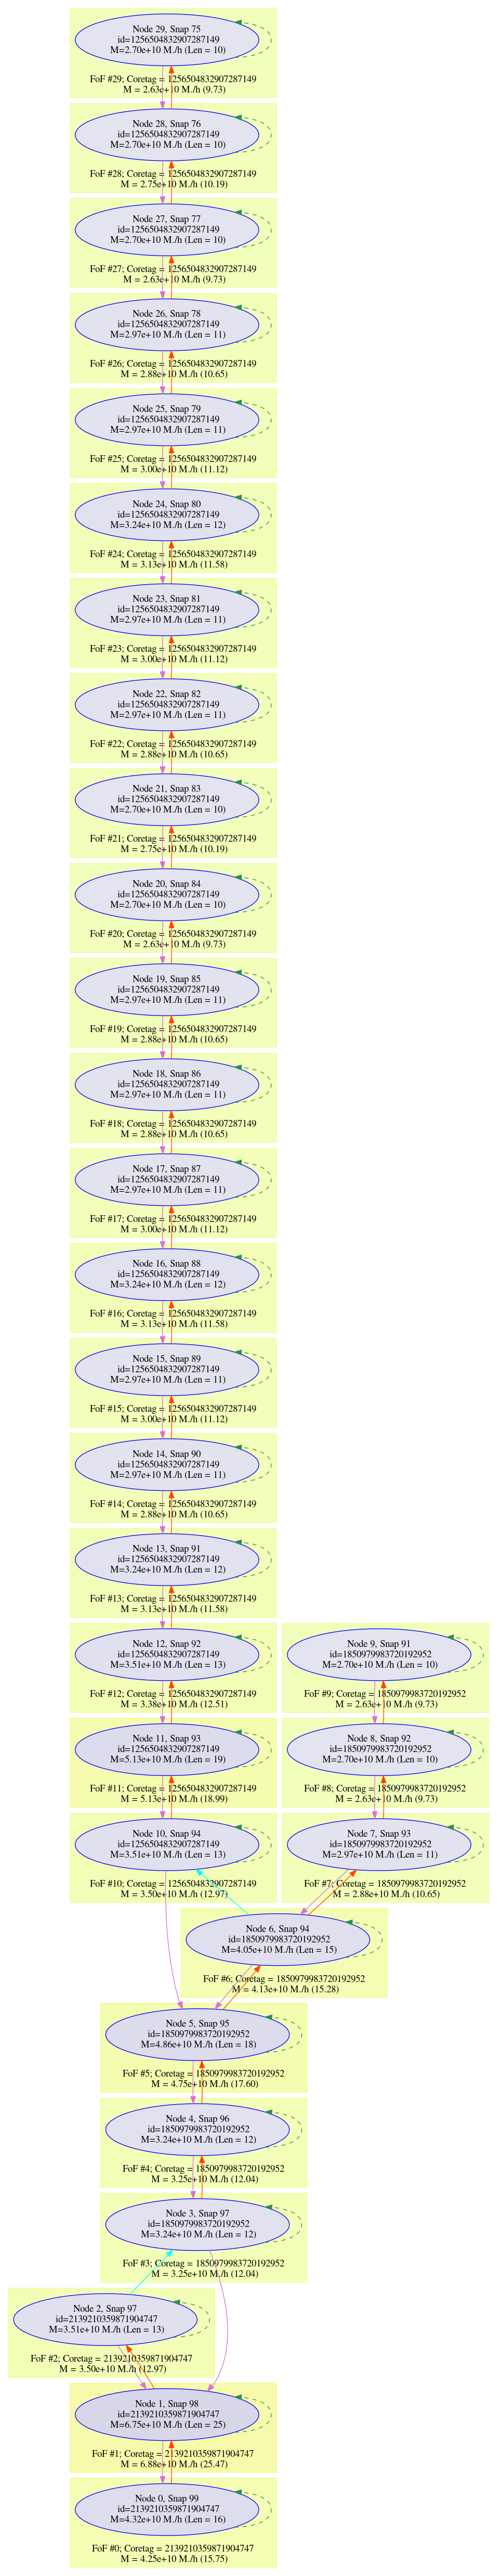 Node 29, Snap 75
id=1256504832907287149
M=2.70e+10 M./h (Len = 10)
FoF #29; Coretag = 1256504832907287149
M = 2.63e+10 M./h (9.73)
Node 28, Snap 76
id=1256504832907287149
M=2.70e+10 M./h (Len = 10)
FoF #28; Coretag = 1256504832907287149
M = 2.75e+10 M./h (10.19)
Node 27, Snap 77
id=1256504832907287149
M=2.70e+10 M./h (Len = 10)
FoF #27; Coretag = 1256504832907287149
M = 2.63e+10 M./h (9.73)
Node 26, Snap 78
id=1256504832907287149
M=2.97e+10 M./h (Len = 11)
FoF #26; Coretag = 1256504832907287149
M = 2.88e+10 M./h (10.65)
Node 25, Snap 79
id=1256504832907287149
M=2.97e+10 M./h (Len = 11)
FoF #25; Coretag = 1256504832907287149
M = 3.00e+10 M./h (11.12)
Node 24, Snap 80
id=1256504832907287149
M=3.24e+10 M./h (Len = 12)
FoF #24; Coretag = 1256504832907287149
M = 3.13e+10 M./h (11.58)
Node 23, Snap 81
id=1256504832907287149
M=2.97e+10 M./h (Len = 11)
FoF #23; Coretag = 1256504832907287149
M = 3.00e+10 M./h (11.12)
Node 22, Snap 82
id=1256504832907287149
M=2.97e+10 M./h (Len = 11)
FoF #22; Coretag = 1256504832907287149
M = 2.88e+10 M./h (10.65)
Node 21, Snap 83
id=1256504832907287149
M=2.70e+10 M./h (Len = 10)
FoF #21; Coretag = 1256504832907287149
M = 2.75e+10 M./h (10.19)
Node 20, Snap 84
id=1256504832907287149
M=2.70e+10 M./h (Len = 10)
FoF #20; Coretag = 1256504832907287149
M = 2.63e+10 M./h (9.73)
Node 19, Snap 85
id=1256504832907287149
M=2.97e+10 M./h (Len = 11)
FoF #19; Coretag = 1256504832907287149
M = 2.88e+10 M./h (10.65)
Node 18, Snap 86
id=1256504832907287149
M=2.97e+10 M./h (Len = 11)
FoF #18; Coretag = 1256504832907287149
M = 2.88e+10 M./h (10.65)
Node 17, Snap 87
id=1256504832907287149
M=2.97e+10 M./h (Len = 11)
FoF #17; Coretag = 1256504832907287149
M = 3.00e+10 M./h (11.12)
Node 16, Snap 88
id=1256504832907287149
M=3.24e+10 M./h (Len = 12)
FoF #16; Coretag = 1256504832907287149
M = 3.13e+10 M./h (11.58)
Node 15, Snap 89
id=1256504832907287149
M=2.97e+10 M./h (Len = 11)
FoF #15; Coretag = 1256504832907287149
M = 3.00e+10 M./h (11.12)
Node 14, Snap 90
id=1256504832907287149
M=2.97e+10 M./h (Len = 11)
FoF #14; Coretag = 1256504832907287149
M = 2.88e+10 M./h (10.65)
Node 13, Snap 91
id=1256504832907287149
M=3.24e+10 M./h (Len = 12)
FoF #13; Coretag = 1256504832907287149
M = 3.13e+10 M./h (11.58)
Node 12, Snap 92
id=1256504832907287149
M=3.51e+10 M./h (Len = 13)
FoF #12; Coretag = 1256504832907287149
M = 3.38e+10 M./h (12.51)
Node 9, Snap 91
id=1850979983720192952
M=2.70e+10 M./h (Len = 10)
FoF #9; Coretag = 1850979983720192952
M = 2.63e+10 M./h (9.73)
Node 11, Snap 93
id=1256504832907287149
M=5.13e+10 M./h (Len = 19)
FoF #11; Coretag = 1256504832907287149
M = 5.13e+10 M./h (18.99)
Node 8, Snap 92
id=1850979983720192952
M=2.70e+10 M./h (Len = 10)
FoF #8; Coretag = 1850979983720192952
M = 2.63e+10 M./h (9.73)
Node 10, Snap 94
id=1256504832907287149
M=3.51e+10 M./h (Len = 13)
FoF #10; Coretag = 1256504832907287149
M = 3.50e+10 M./h (12.97)
Node 7, Snap 93
id=1850979983720192952
M=2.97e+10 M./h (Len = 11)
FoF #7; Coretag = 1850979983720192952
M = 2.88e+10 M./h (10.65)
Node 6, Snap 94
id=1850979983720192952
M=4.05e+10 M./h (Len = 15)
FoF #6; Coretag = 1850979983720192952
M = 4.13e+10 M./h (15.28)
Node 5, Snap 95
id=1850979983720192952
M=4.86e+10 M./h (Len = 18)
FoF #5; Coretag = 1850979983720192952
M = 4.75e+10 M./h (17.60)
Node 4, Snap 96
id=1850979983720192952
M=3.24e+10 M./h (Len = 12)
FoF #4; Coretag = 1850979983720192952
M = 3.25e+10 M./h (12.04)
Node 3, Snap 97
id=1850979983720192952
M=3.24e+10 M./h (Len = 12)
FoF #3; Coretag = 1850979983720192952
M = 3.25e+10 M./h (12.04)
Node 2, Snap 97
id=2139210359871904747
M=3.51e+10 M./h (Len = 13)
FoF #2; Coretag = 2139210359871904747
M = 3.50e+10 M./h (12.97)
Node 1, Snap 98
id=2139210359871904747
M=6.75e+10 M./h (Len = 25)
FoF #1; Coretag = 2139210359871904747
M = 6.88e+10 M./h (25.47)
Node 0, Snap 99
id=2139210359871904747
M=4.32e+10 M./h (Len = 16)
FoF #0; Coretag = 2139210359871904747
M = 4.25e+10 M./h (15.75)